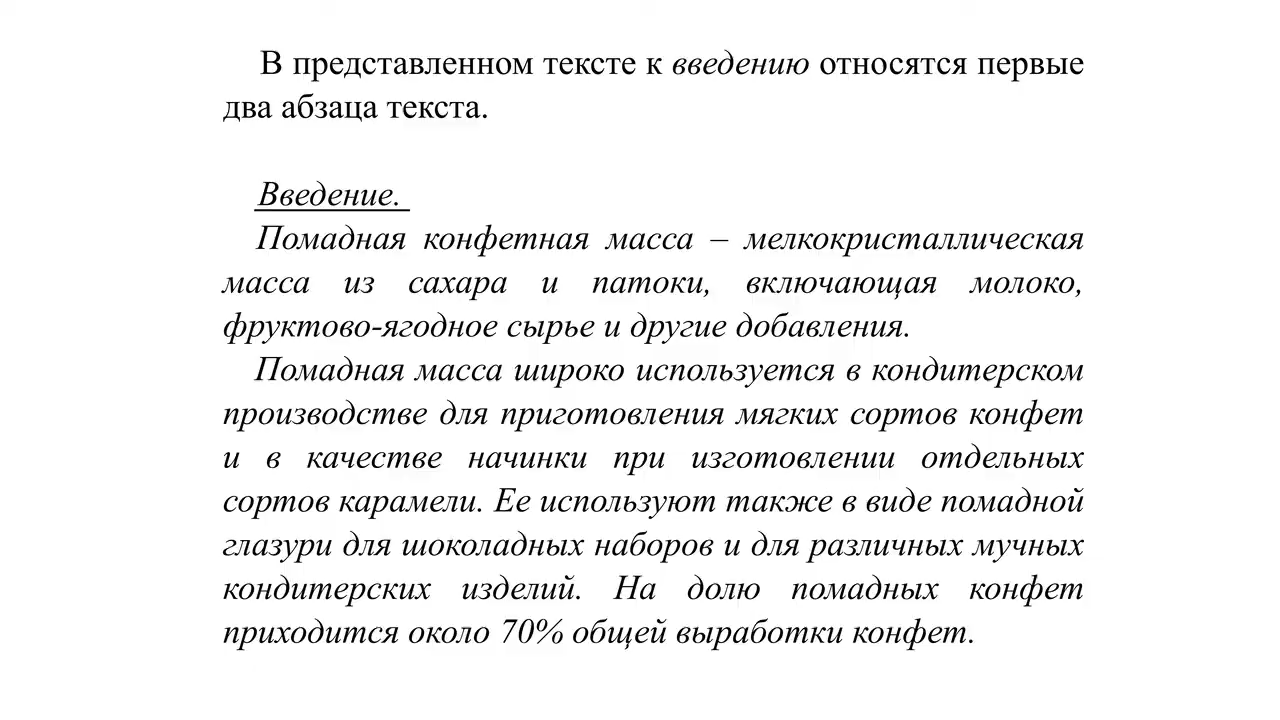 В представленном тексте к введению относятся первые
два абзаца текста.
Введение.
Помадная конфетная масса – мелкокристаллическая
масса из сахара и патоки, включающая молоко,
фруктово-ягодное сырье и другие добавления.
Помадная масса широко используется в кондитерском
производстве для приготовления мягких сортов конфет
и в качестве начинки при изготовлении отдельных
сортов карамели. Ее используют также в виде помадной
глазури для шоколадных наборов и для различных мучных
кондитерских изделий. На долю помадных конфет
приходится около 70% общей выработки конфет.